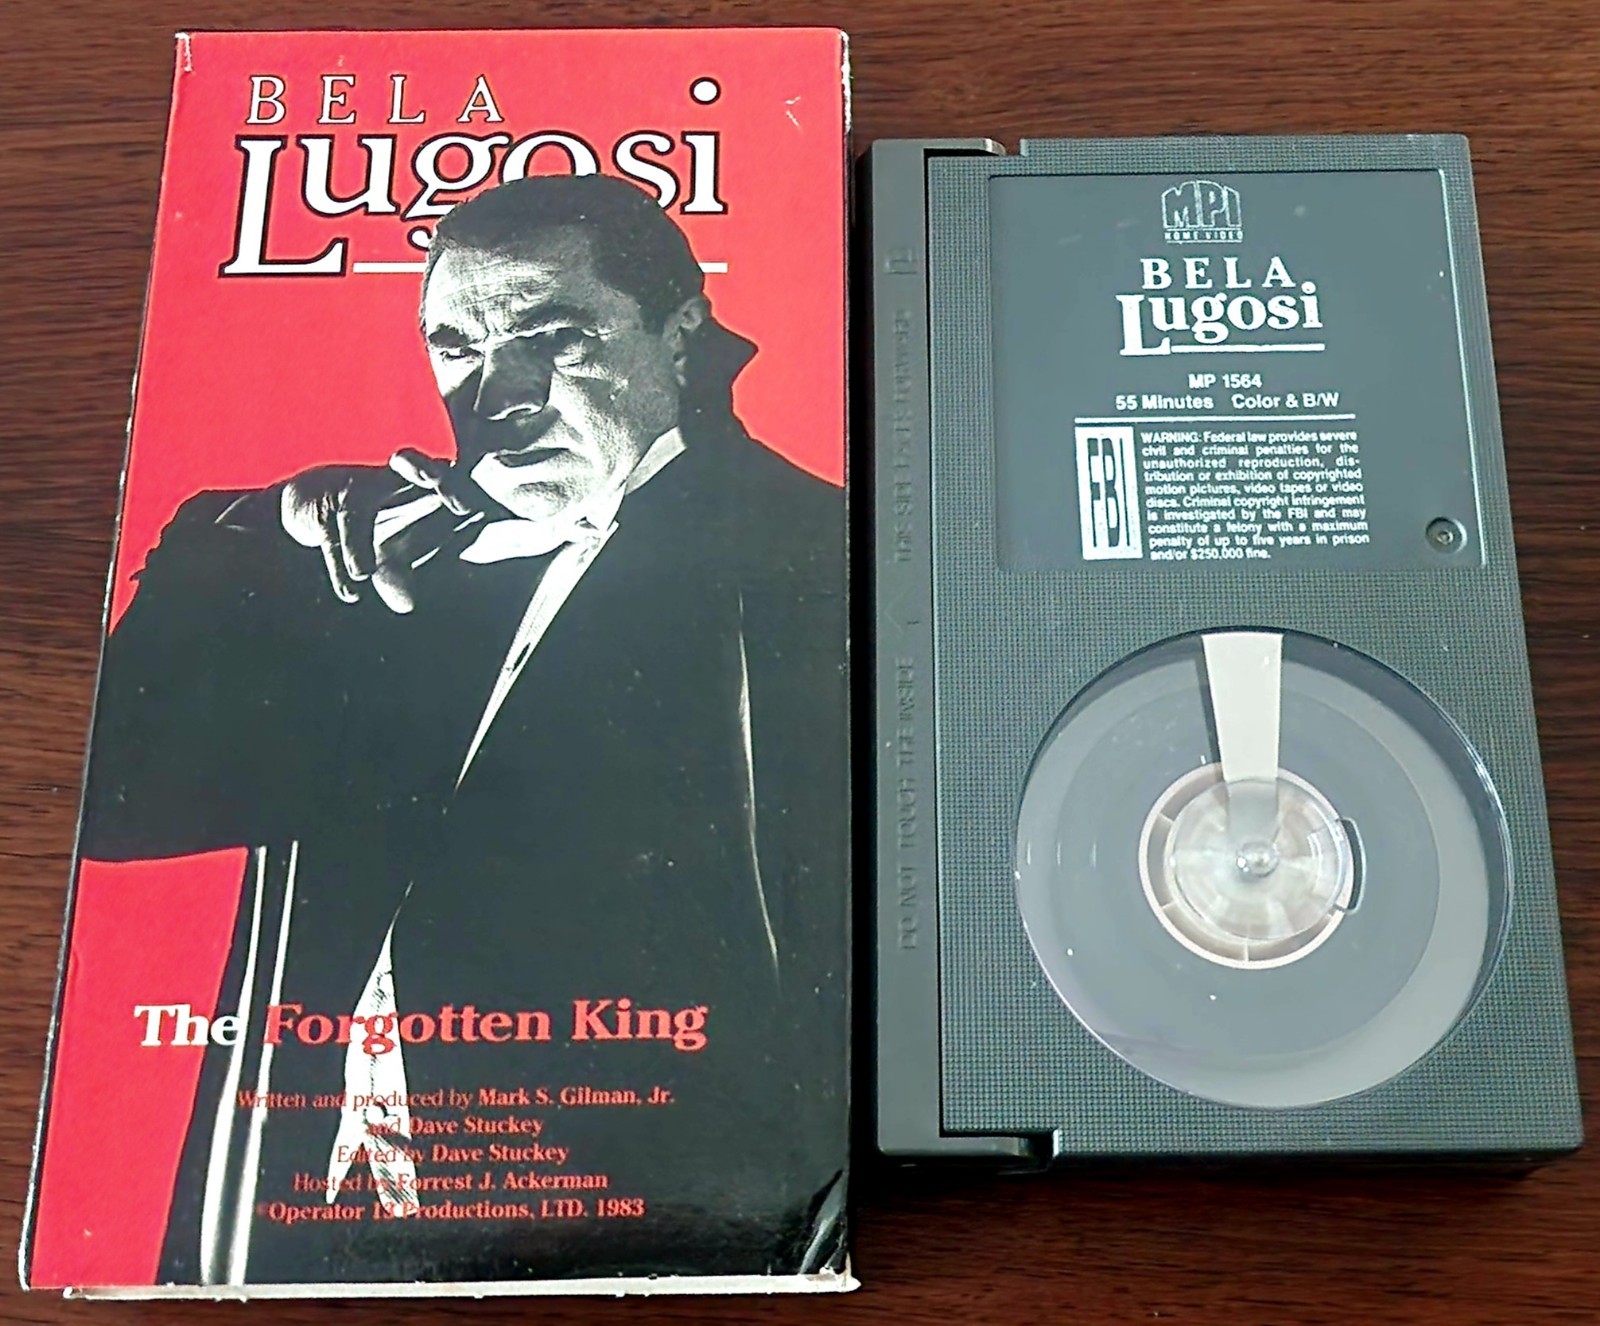 BELA
Lugosi
The Forgotten King
Written and produced by Mark S. Gilman, Jr.
and Dave Stuckey
Edited by Dave Stuckey
Hosted by Forrest J. Ackerman
©Operator 13 Productions, LTD. 1983
MPI
HOME VIDEO
BELA
Lugosi
MP 1564
55 Minutes Color & B/W
FBI
WARNING: Federal law provides severe
civil and criminal penalties for the
unauthorized reproduction, dis-
tribution or exhibition of copyrighted
motion pictures, video tapes or video
discs. Criminal copyright infringement
is investigated by the FBI and may
constitute a felony with a maximum
penalty of up to five years in prison
and/or $250,000 fine.
DO NOT TOUCH THE INSIDE
THIS SIDE